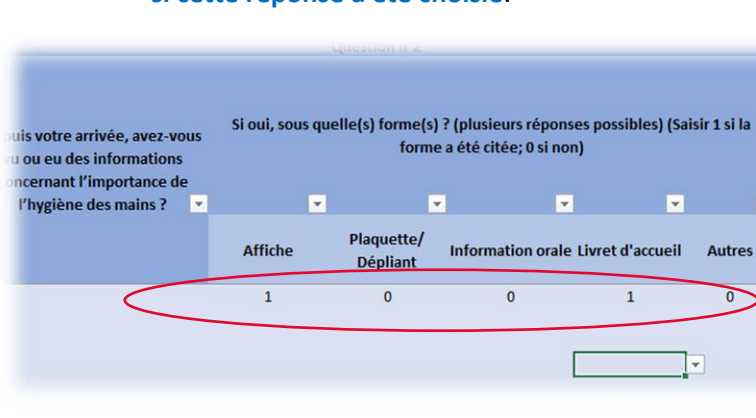 si cette réponse a été choisie.
Question n°2
puis votre arrivée, avez-vous
vu ou eu des informations
concernant l'importance de
l'hygiène des mains ?
Si oui, sous quelle(s) forme(s) ? (plusieurs réponses possibles) (Saisir 1 si la
forme a été citée; 0 si non)
Affiche
Plaquette/
Dépliant
Information orale
Livret d'accueil
Autres
1 0 0 1 0